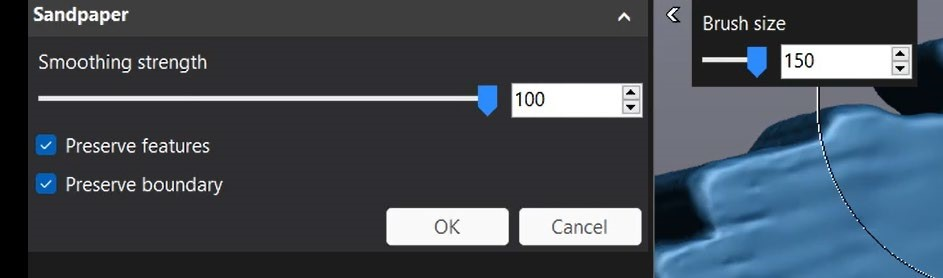 Sandpaper
Smoothing strength
100
Preserve features
Preserve boundary
OK
Cancel
Brush size
150